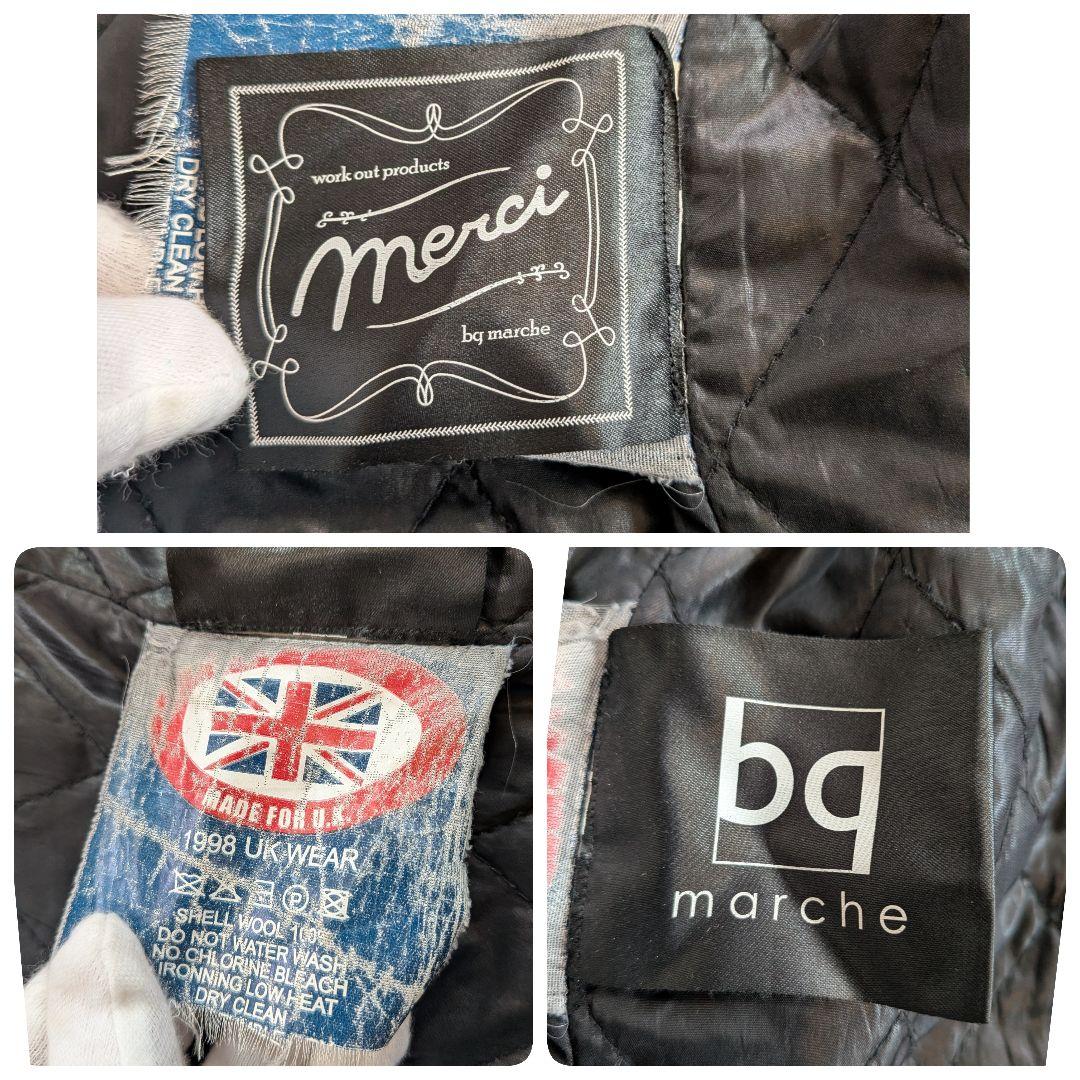 work out products
merci
bq marche
LOW H
DRY CLEAN
MADE FOR U.K.
1998 UK WEAR
SHELL WOOL 100%
DO NOT WATER WASH
NO CHLORINE BLEACH
IRONNING LOW HEAT
DRY CLEAN
bq
marche